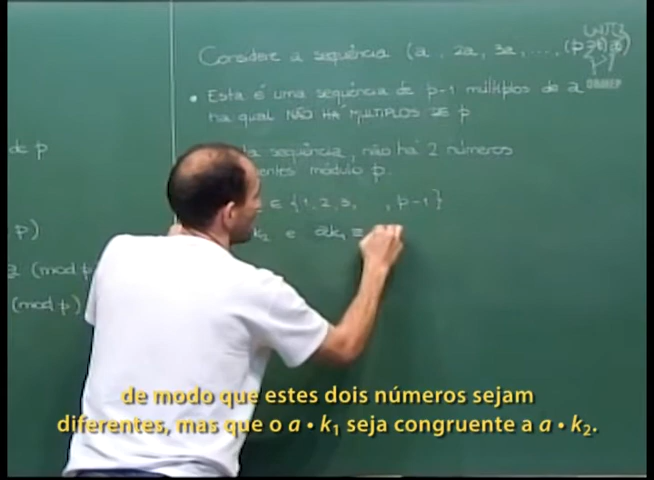 Considere a sequência (a, 2a, 3a, ..., (p-1)a)
OBMEP
• Esta é uma sequência de p-1 múltiplos de a
na qual NÃO HÁ MÚLTIPLOS DE p
sequência, não há 2 números
módulo p.
∈ {1, 2, 3, , p-1}
k₂ e ak₁ ≡
de p
p)
(mod p
(mod p)
de modo que estes dois números sejam
diferentes, mas que o a • k₁ seja congruente a a • k₂.